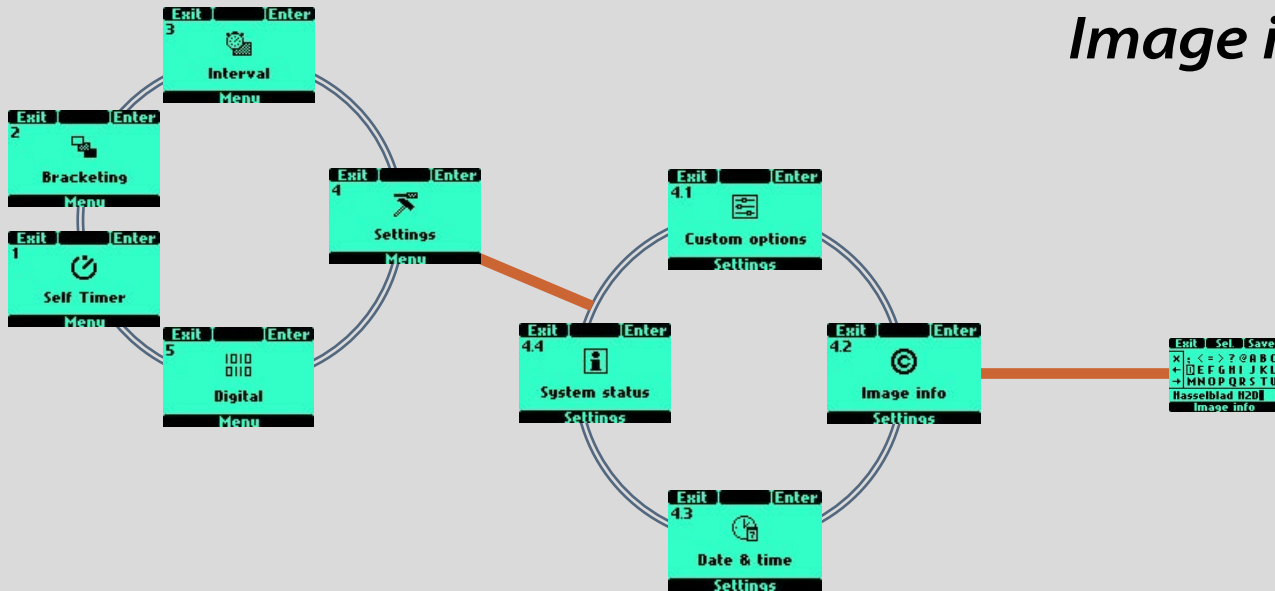 Image i
Exit Enter
3
Interval
Menu
Exit Enter
2
Bracketing
Menu
Exit Enter
1
Self Timer
Menu
Exit Enter
4
Settings
Menu
Exit Enter
5
1010
0110
Digital
Menu
Exit Enter
4.1
Custom options
Settings
Exit Enter
4.4
System status
Settings
Exit Enter
4.2
Image info
Settings
Exit Enter
4.3
Date & time
Settings
Exit Sel. Save
× ; < = > ? @ A B C
← D E F G H I J K L
→ M N O P Q R S T U
Hasselblad H2D
Image info